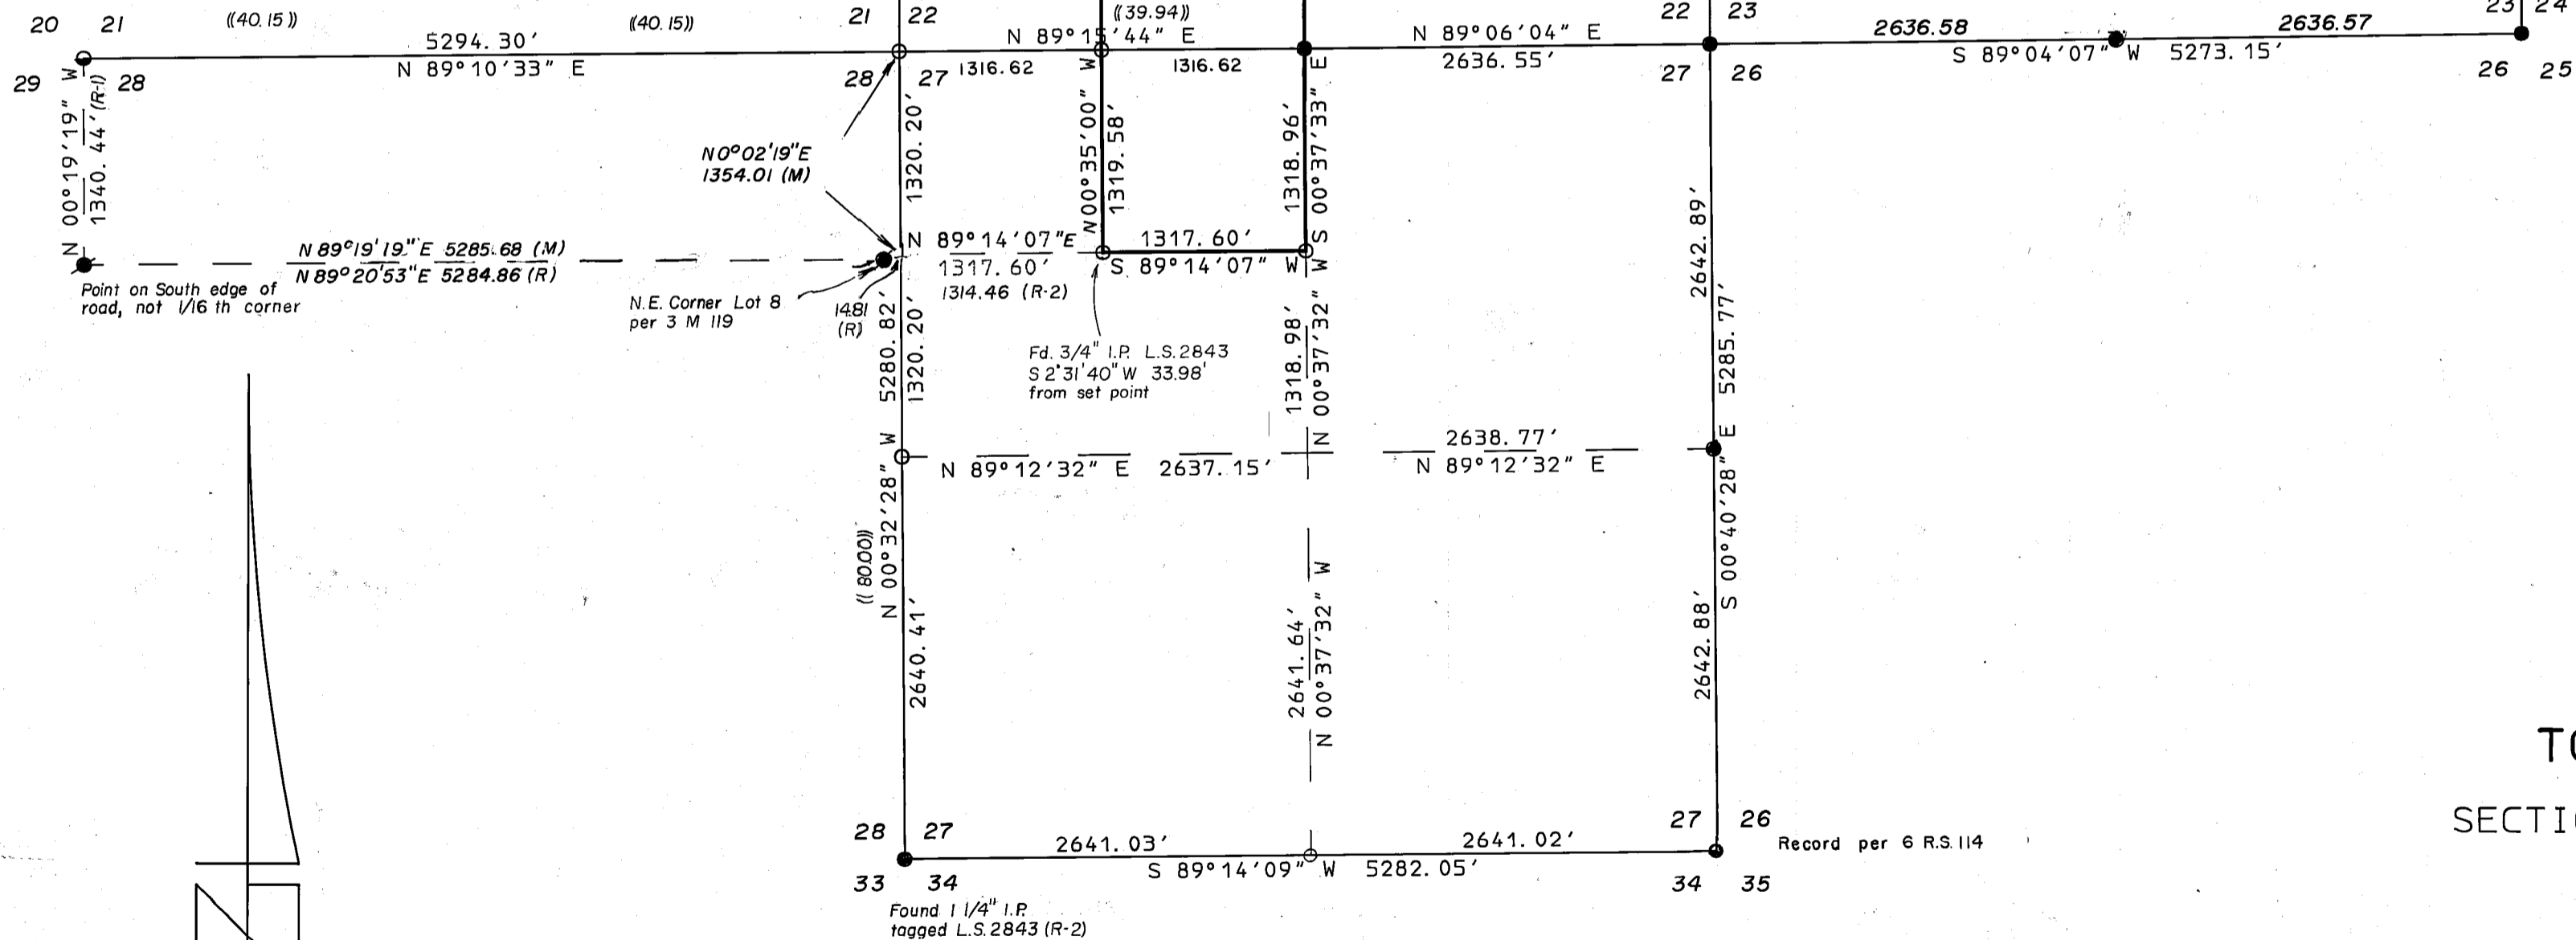 20 21
((40.15))
((40.15))
21 22
((39.94))
22 23
23 24
5294.30'
N 89°10'33" E
N 89°15'44" E
1316.62
1316.62
N 89°06'04" E
2636.55'
2636.58
2636.57
S 89°04'07" W 5273.15'
29 28
28 27
27 26
26 25
N 00°19'19" W
1340.44' (R-1)
N 0°02'19"E
1354.01 (M)
1320.20'
N 00°35'00" W
1319.58'
1318.96'
S 00°37'33" E
N 89°19'19" E 5285.68 (M)
N 89°20'53"E 5284.86 (R)
Point on South edge of
road, not 1/16 th corner
N.E. Corner Lot 8
per 3 M 119
14.81
(R)
N 89°14'07"E
1317.60'
1314.46 (R-2)
1317.60'
S 89°14'07" W
Fd. 3/4" I.P. L.S. 2843
S 2°31'40" W 33.98'
from set point
1320.20'
N 00°32'28" W 5280.82'
((80.00))
1318.98'
N 00°37'32" W
2642.89'
S 00°40'28" E 5285.77'
N 89°12'32" E 2637.15'
2638.77'
N 89°12'32" E
2640.41'
2641.64'
N 00°37'32" W
2642.88'
28 27
27 26
2641.03'
2641.02'
S 89°14'09" W 5282.05'
Record per 6 R.S. 114
33 34
34 35
Found 1 1/4" I.P.
tagged L.S. 2843 (R-2)
TO
SECTI